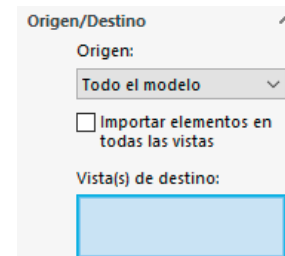 Origen/Destino
Origen:
Todo el modelo
Importar elementos en
todas las vistas
Vista(s) de destino: